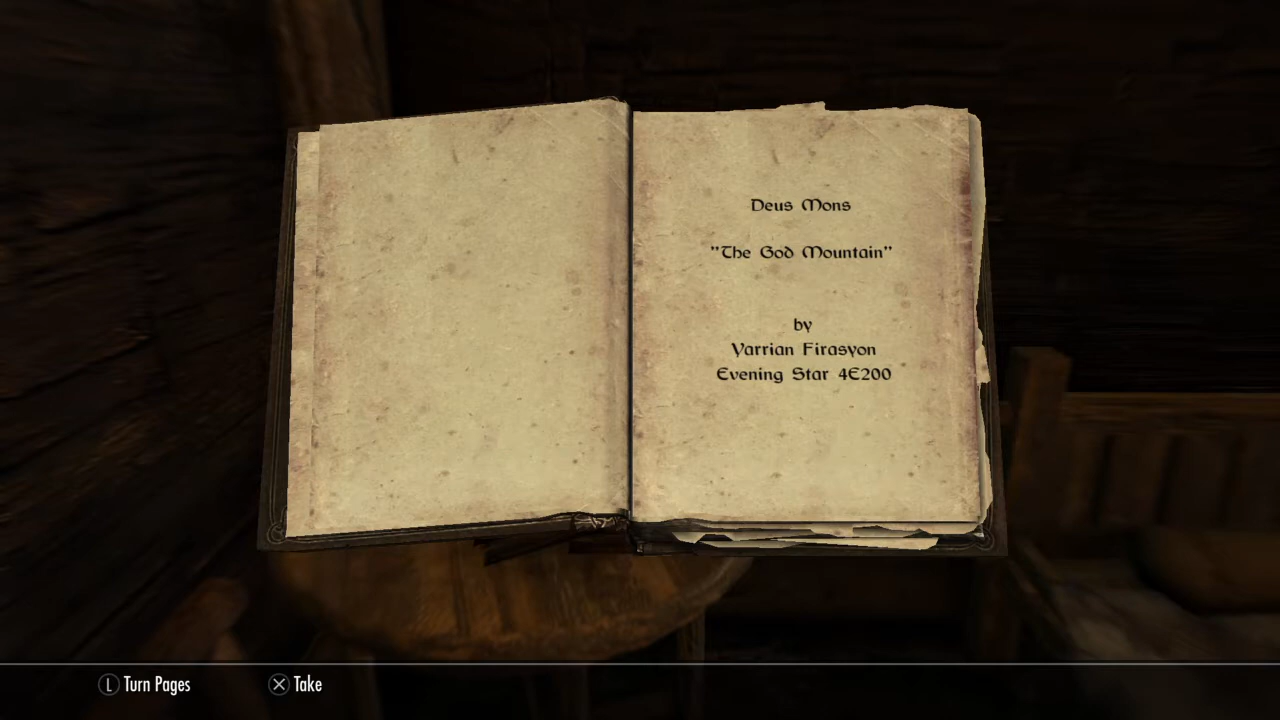 Deus Mons
"The God Mountain"
by
Varrian Firasyon
Evening Star 4E200
L Turn Pages
X Take